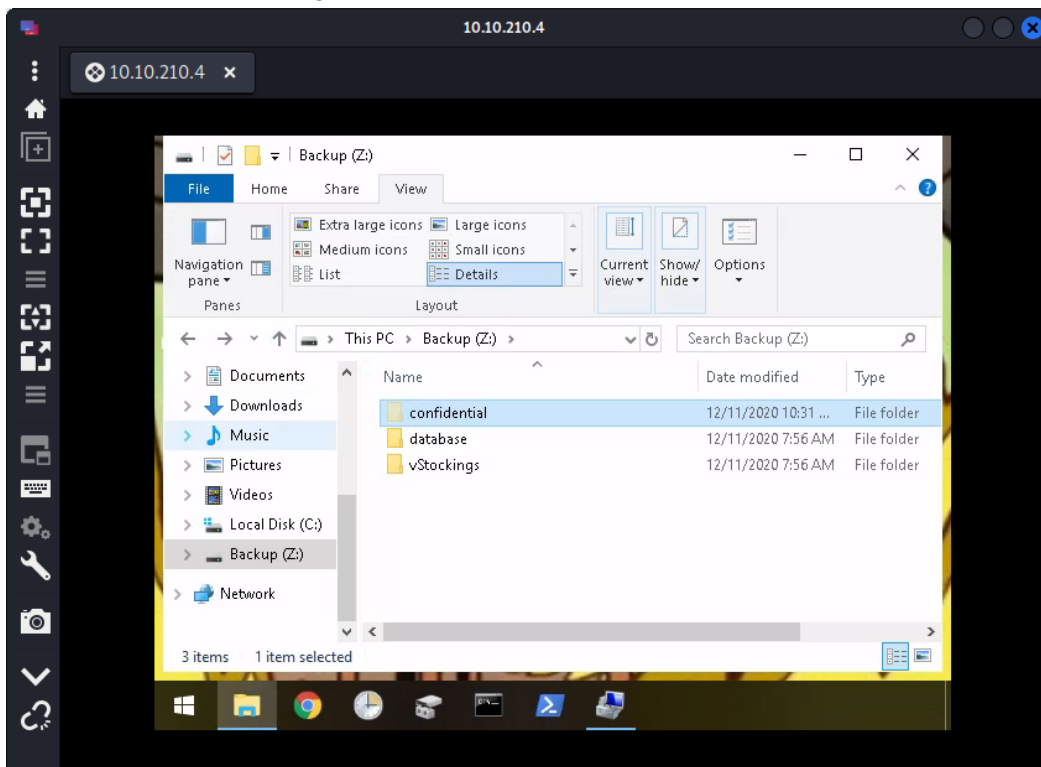 10.10.210.4
10.10.210.4 ×
Backup (Z:)
File Home Share View
Extra large icons Large icons
Medium icons Small icons
List Details
Navigation pane
Current view
Show/ hide
Options
Panes
Layout
This PC > Backup (Z:) >
Search Backup (Z:)
Documents
Downloads
Music
Pictures
Videos
Local Disk (C:)
Backup (Z:)
Network
Name Date modified Type
confidential 12/11/2020 10:31 ... File folder
database 12/11/2020 7:56 AM File folder
vStockings 12/11/2020 7:56 AM File folder
3 items 1 item selected